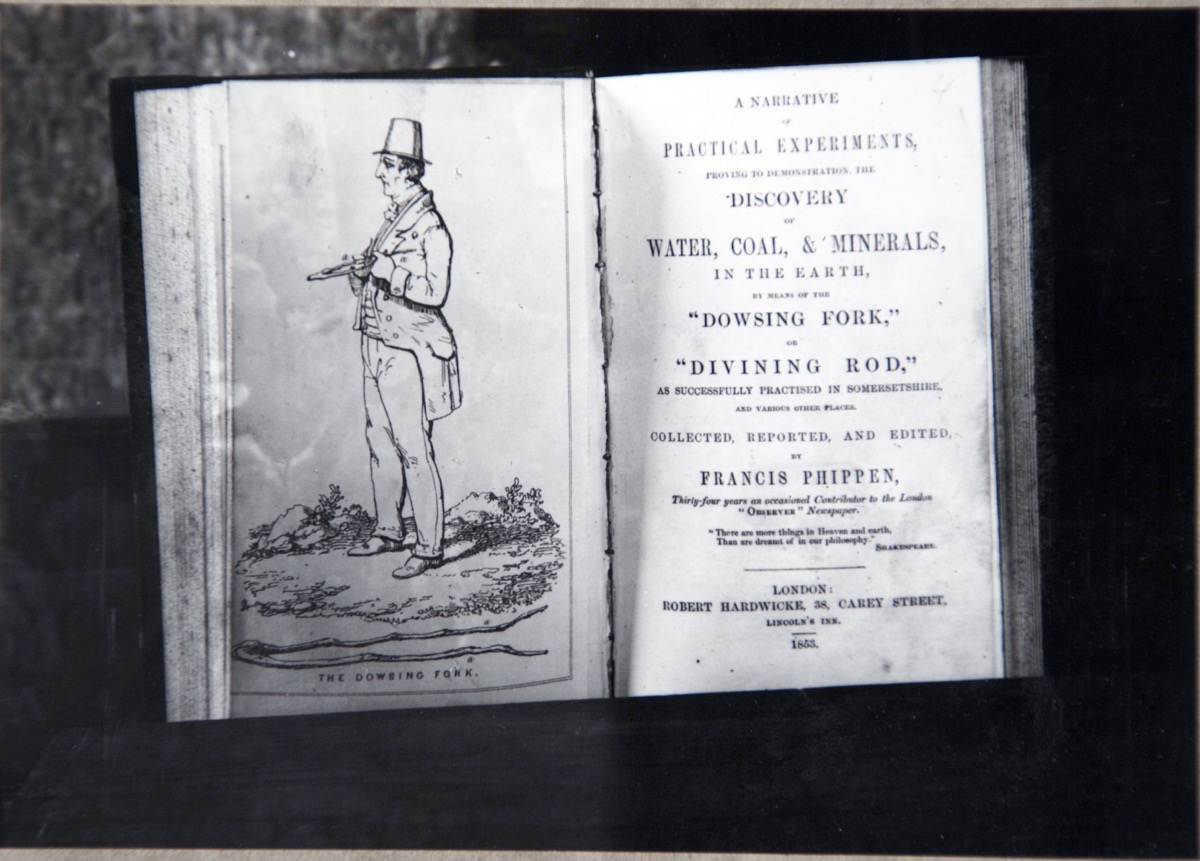 a
a
a
a
THE DOWSING FORK.
A NARRATIVE
OF
PRACTICAL EXPERIMENTS,
PROVING TO DEMONSTRATION, THE
DISCOVERY
OF
WATER, COAL, & MINERALS,
IN THE EARTH,
BY MEANS OF THE
"DOWSING FORK,"
OR
"DIVINING ROD,"
AS SUCCESSFULLY PRACTISED IN SOMERSETSHIRE,
AND VARIOUS OTHER PLACES.
COLLECTED, REPORTED, AND EDITED,
BY
FRANCIS PHIPPEN,
Thirty-four years an occasional Contributor to the London
"OBSERVER" Newspaper.
"There are more things in Heaven and earth,
Than are dreamt of in our philosophy."
SHAKESPEARE.
LONDON:
ROBERT HARDWICKE, 38, CAREY STREET,
LINCOLN'S INN.
1853.